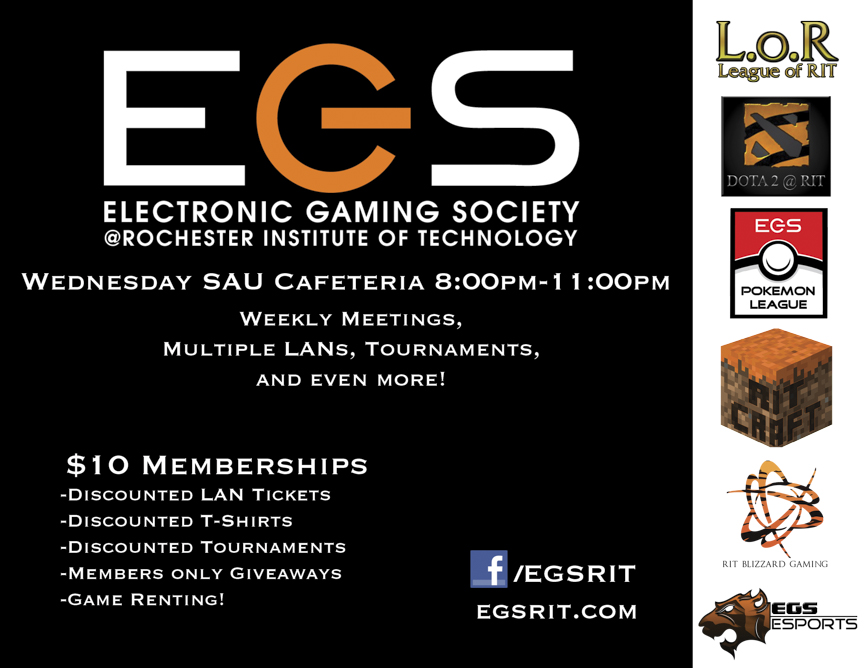 EGS
ELECTRONIC GAMING SOCIETY
@ROCHESTER INSTITUTE OF TECHNOLOGY
WEDNESDAY SAU CAFETERIA 8:00PM-11:00PM
WEEKLY MEETINGS,
MULTIPLE LANS, TOURNAMENTS,
AND EVEN MORE!
$10 MEMBERSHIPS
-DISCOUNTED LAN TICKETS
-DISCOUNTED T-SHIRTS
-DISCOUNTED TOURNAMENTS
-MEMBERS ONLY GIVEAWAYS
-GAME RENTING!
f /EGSRIT
EGSRIT.COM
L.o.R
League of RIT
DOTA 2 @ RIT
EGS
POKEMON
LEAGUE
RIT
CRAFT
RIT BLIZZARD GAMING
EGS
ESPORTS